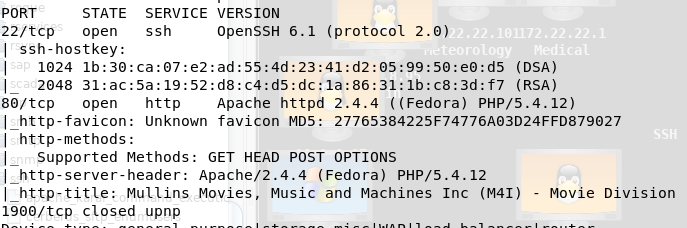 PORT     STATE  SERVICE VERSION
22/tcp   open   ssh     OpenSSH 6.1 (protocol 2.0)
| ssh-hostkey:
|   1024 1b:30:ca:07:e2:ad:55:4d:23:41:d2:05:99:50:e0:d5 (DSA)
|_  2048 31:ac:5a:19:52:d8:c4:d5:dc:1a:86:31:1b:c8:3d:f7 (RSA)
80/tcp   open   http    Apache httpd 2.4.4 ((Fedora) PHP/5.4.12)
|_http-favicon: Unknown favicon MD5: 27765384225F74776A03D24FFD879027
| http-methods:
|_  Supported Methods: GET HEAD POST OPTIONS
|_http-server-header: Apache/2.4.4 (Fedora) PHP/5.4.12
|_http-title: Mullins Movies, Music and Machines Inc (M4I) - Movie Division
1900/tcp closed upnp
Device type: general purpose|storage-misc|WAP|load balancer|router
72.22.101 172.22.1
Meteorology Medical
SSH